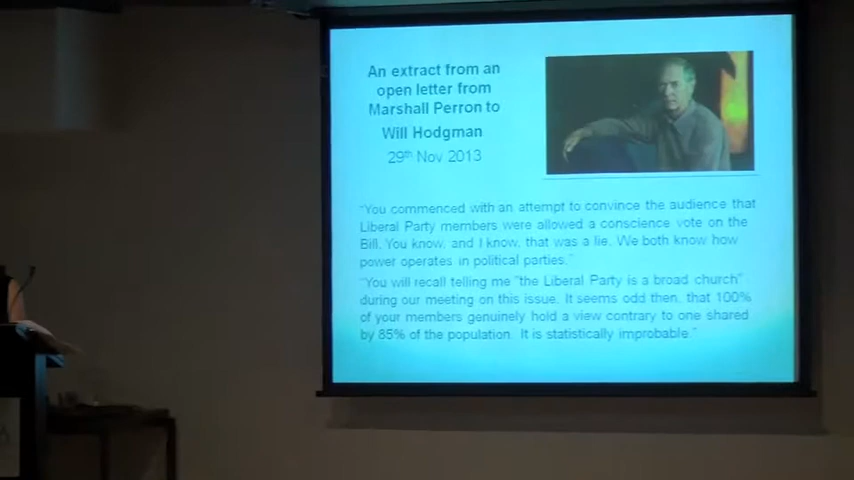 An extract from an
open letter from
Marshall Perron to
Will Hodgman
29th Nov 2013
"You commenced with an attempt to convince the audience that
Liberal Party members were allowed a conscience vote on the
Bill. You know, and I know, that was a lie. We both know how
power operates in political parties."
"You will recall telling me "the Liberal Party is a broad church"
during our meeting on this issue. It seems odd then, that 100%
of your members genuinely hold a view contrary to one shared
by 85% of the population. It is statistically improbable."